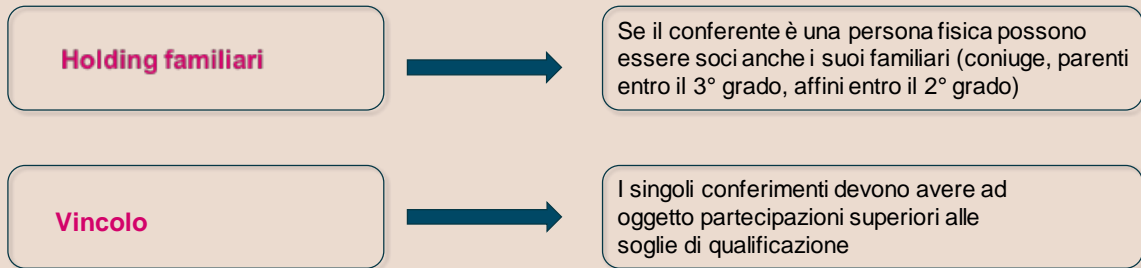 Holding familiari
Se il conferente è una persona fisica possono
essere soci anche i suoi familiari (coniuge, parenti
entro il 3° grado, affini entro il 2° grado)
Vincolo
I singoli conferimenti devono avere ad
oggetto partecipazioni superiori alle
soglie di qualificazione